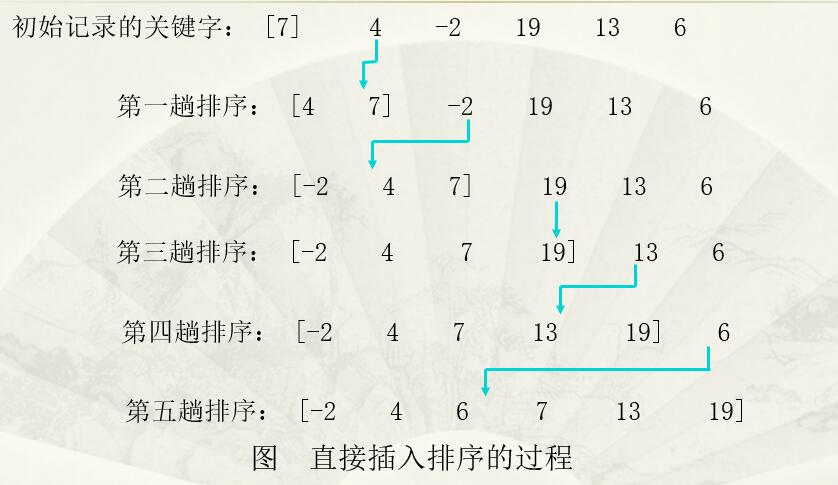 初始记录的关键字: [7] 4 -2 19 13 6
第一趟排序: [4 7] -2 19 13 6
第二趟排序: [-2 4 7] 19 13 6
第三趟排序: [-2 4 7 19] 13 6
第四趟排序: [-2 4 7 13 19] 6
第五趟排序: [-2 4 6 7 13 19]
图 直接插入排序的过程